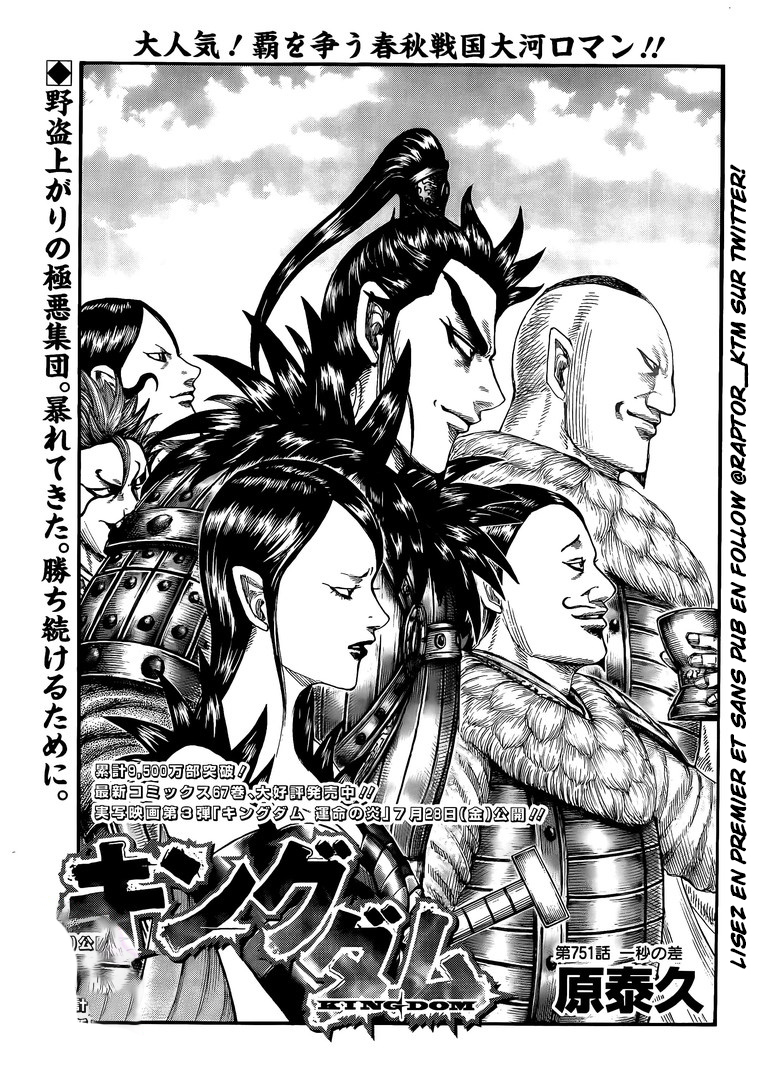 大人気!覇を争う春秋戦国大河ロマン!!
◆野盗上がりの極悪集団。暴れてきた。勝ち続けるために。
LISEZ EN PREMIER ET SANS PUB EN FOLLOW @RAPTOR__KTM SUR TWITTER!
累計9,500万部突破!
最新コミックス67巻、大好評発売中!!
実写映画第3弾「キングダム 運命の炎」7月28日(金)公開!!
キングダム
KINGDOM
)公
計
第751話 一秒の差
原泰久